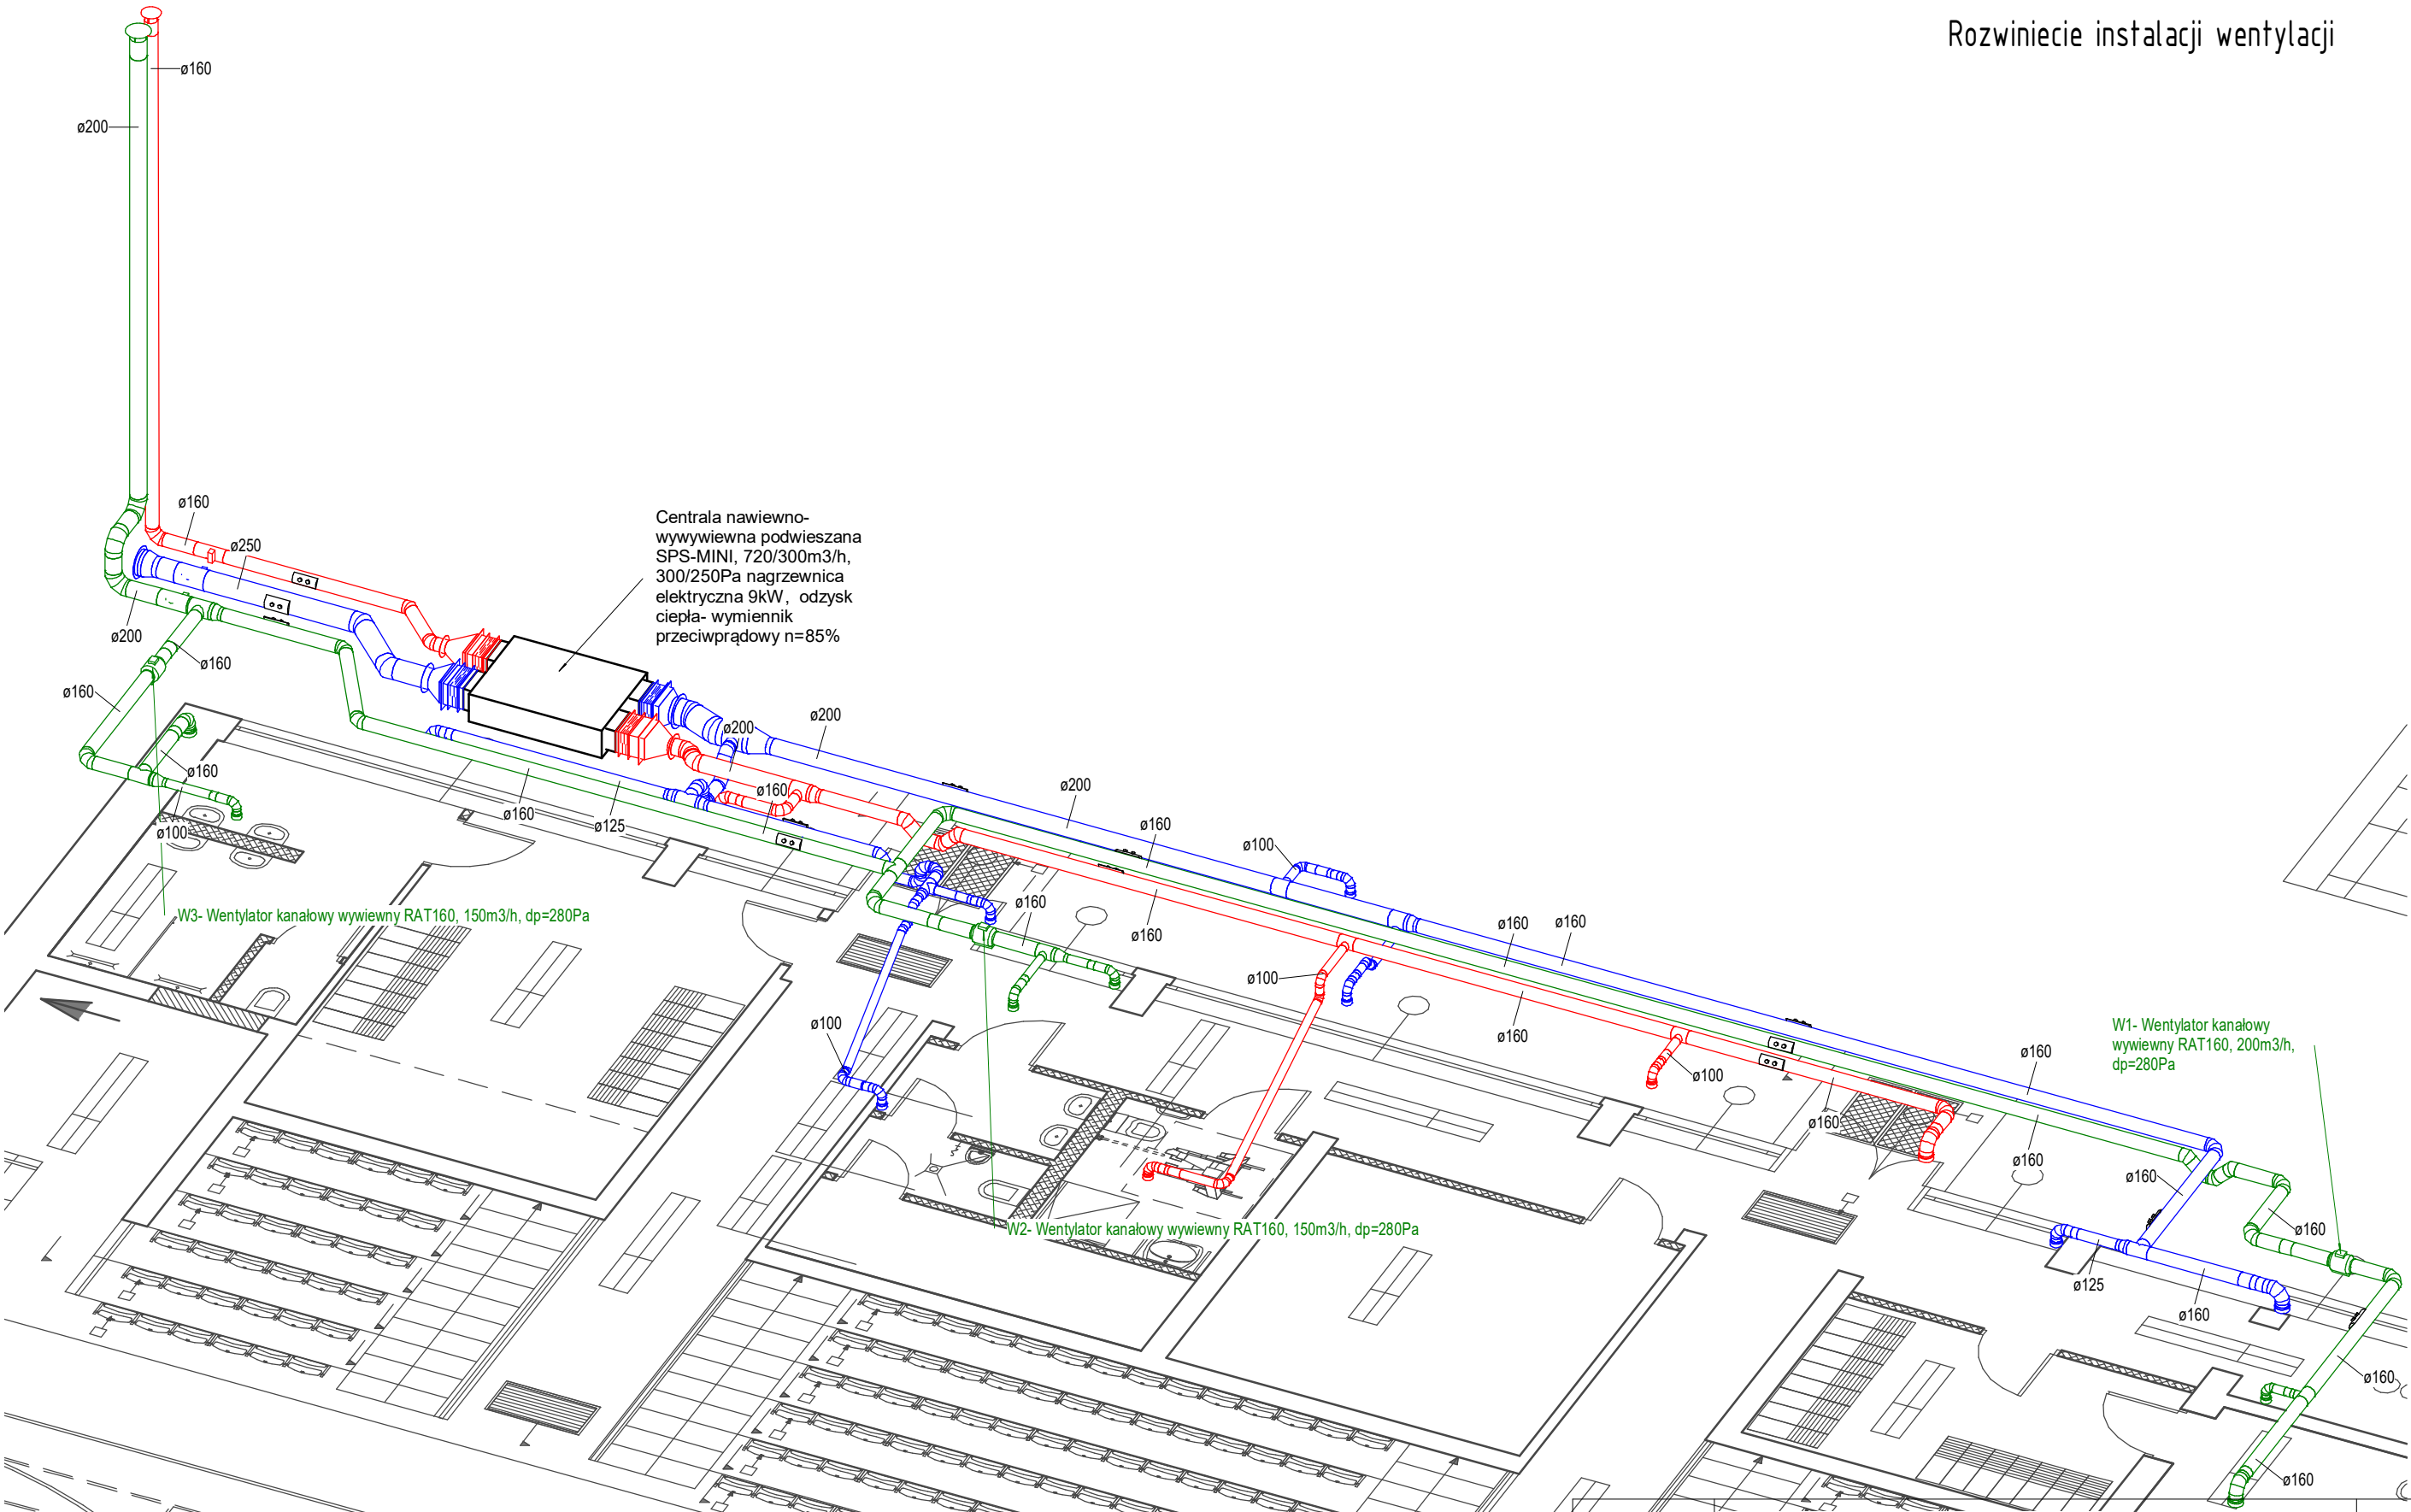 Rozwiniecie instalacji wentylacji
ø160
ø200
ø160
ø250
Centrala nawiewno-
wywywiewna podwieszana
SPS-MINI, 720/300m3/h,
300/250Pa nagrzewnica
elektryczna 9kW, odzysk
ciepła- wymiennik
przeciwprądowy n=85%
ø200
ø160
ø160
ø200
ø200
ø160
ø160
ø200
ø160
ø125
ø160
ø100
ø160
ø100
W3- Wentylator kanałowy wywiewny RAT160, 150m3/h, dp=280Pa
ø160
ø160
ø160
ø160
ø160
ø100
ø160
ø100
ø100
ø160
ø160
W1- Wentylator kanałowy
wywiewny RAT160, 200m3/h,
dp=280Pa
ø160
ø160
ø160
ø160
W2- Wentylator kanałowy wywiewny RAT160, 150m3/h, dp=280Pa
ø125
ø160
ø160
ø160